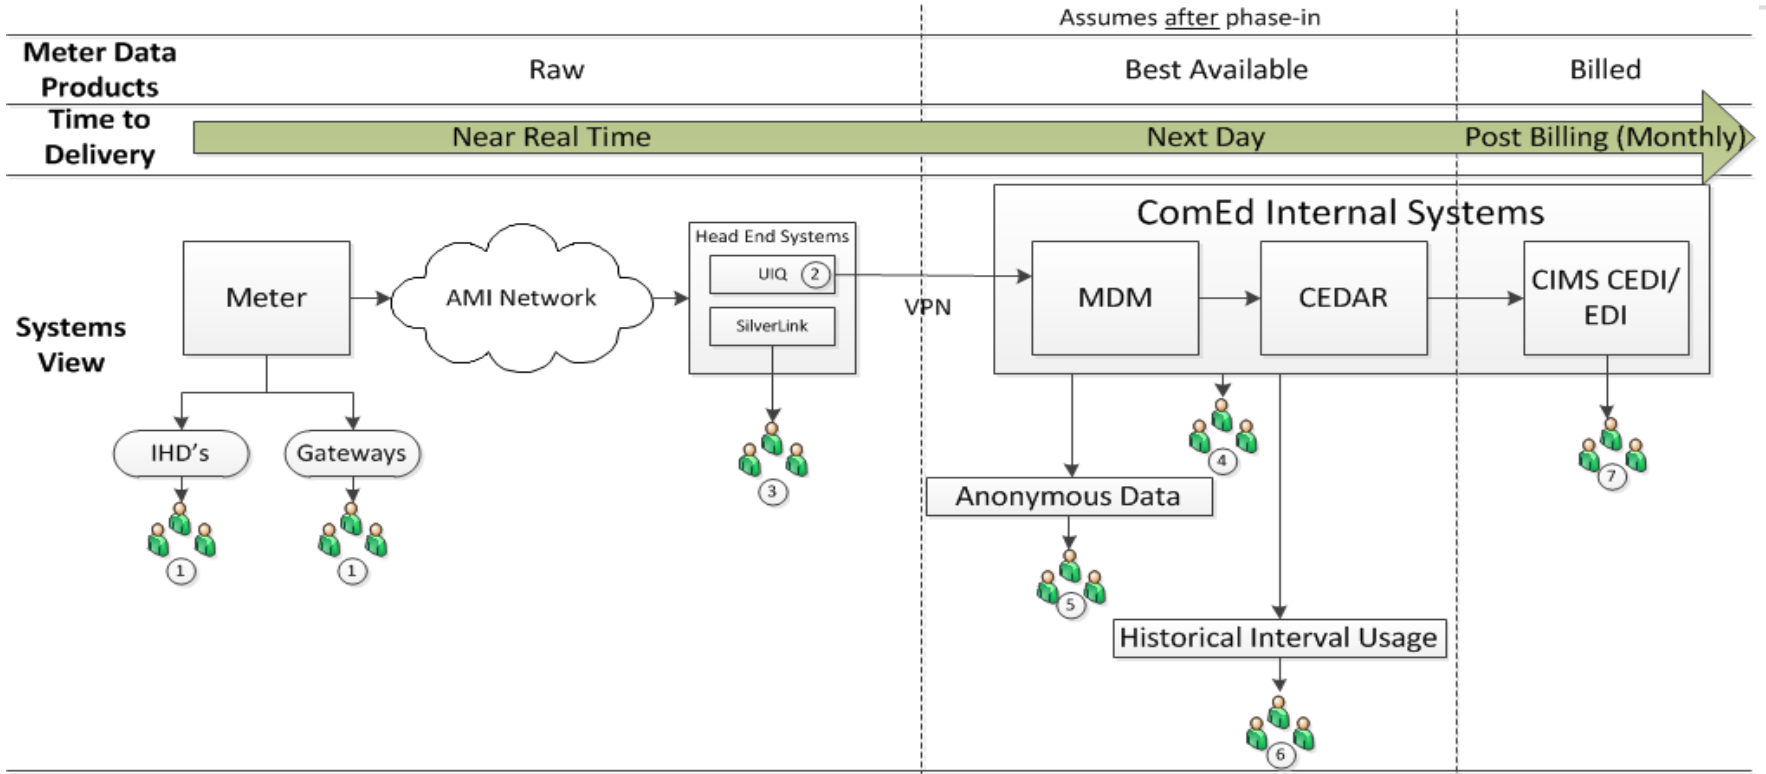 Assumes after phase-in
Meter Data
Products
Raw
Best Available
Billed
Time to
Delivery
Near Real Time
Next Day
Post Billing (Monthly)
Systems
View
ComEd Internal Systems
Meter
AMI Network
Head End Systems
UIQ 2
SilverLink
VPN
MDM
CEDAR
CIMS CEDI/
EDI
IHD's
Gateways
1
1
3
4
7
Anonymous Data
5
Historical Interval Usage
6